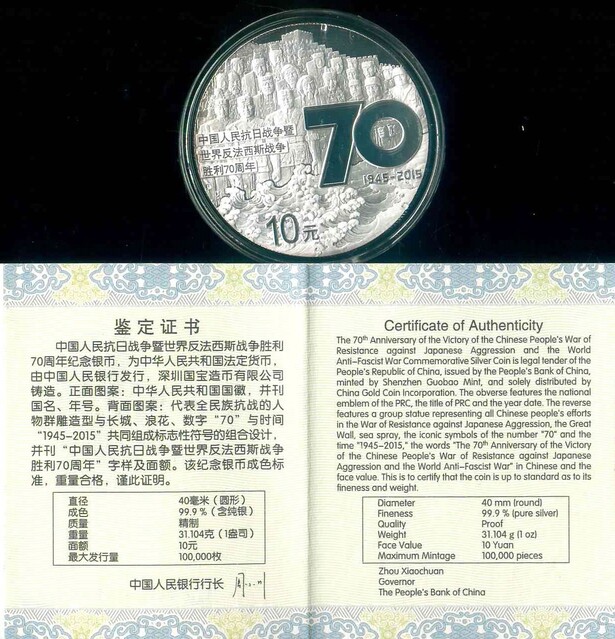 中国人民抗日战争暨
世界反法西斯战争
胜利70周年
70
1945-2015
10元
鉴定证书
中国人民抗日战争暨世界反法西斯战争胜利
70周年纪念银币，为中华人民共和国法定货币，
由中国人民银行发行，深圳国宝造币有限公司
铸造。正面图案：中华人民共和国国徽，并刊
国名、年号。背面图案：代表全民族抗战的人
物群雕造型与长城、浪花、数字“70”与时间
“1945-2015”共同组成标志性符号的组合设计，
并刊“中国人民抗日战争暨世界反法西斯战争
胜利70周年”字样及面额。该纪念银币成色标
准，重量合格，谨此证明。
直径 40毫米（圆形）
成色 99.9%（含纯银）
质量 精制
重量 31.104克（1盎司）
面额 10元
最大发行量 100,000枚
中国人民银行行长
Certificate of Authenticity
The 70th Anniversary of the Victory of the Chinese People's War of
Resistance against Japanese Aggression and the World
Anti-Fascist War Commemorative Silver Coin is legal tender of the
People's Republic of China, issued by the People's Bank of China,
minted by Shenzhen Guobao Mint, and solely distributed by
China Gold Coin Incorporation. The obverse features the national
emblem of the PRC, the title of PRC and the year date. The reverse
features a group statue representing all Chinese people's efforts
in the War of Resistance against Japanese Aggression, the Great
Wall, sea spray, the iconic symbols of the number "70" and the
time "1945-2015," the words "The 70th Anniversary of the Victory
of the Chinese People's War of Resistance against Japanese
Aggression and the World Anti-Fascist War" in Chinese and the
face value. This is to certify that the coin is up to standard as to its
fineness and weight.
Diameter 40 mm (round)
Fineness 99.9% (pure silver)
Quality Proof
Weight 31.104 g (1 oz)
Face Value 10 Yuan
Maximum Mintage 100,000 pieces
Zhou Xiaochuan
Governor
The People's Bank of China